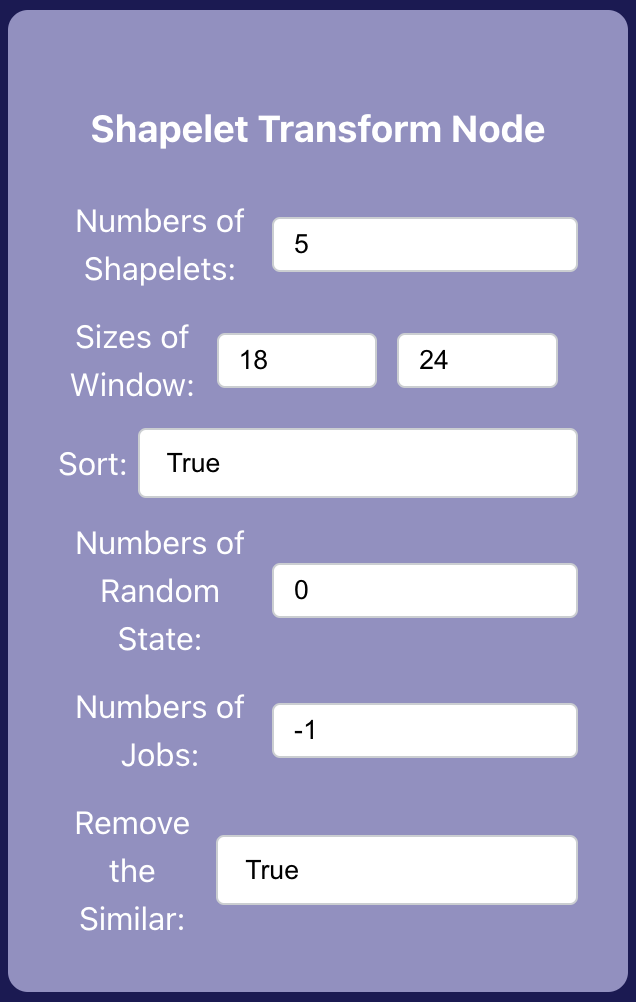 Shapelet Transform Node
Numbers of
Shapelets:
5
Sizes of
Window:
18
24
Sort:
True
Numbers of
Random
State:
0
Numbers of
Jobs:
-1
Remove
the
Similar:
True